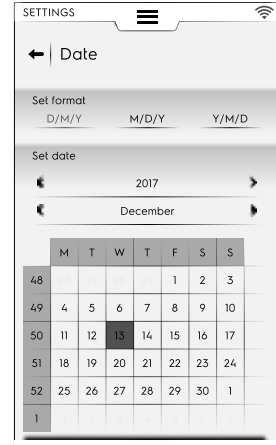 SETTINGS
Date
Set format
D/M/Y M/D/Y Y/M/D
Set date
2017
December
M T W T F S S
48 1 2 3
49 4 5 6 7 8 9 10
50 11 12 13 14 15 16 17
51 18 19 20 21 22 23 24
52 25 26 27 28 29 30 1
1